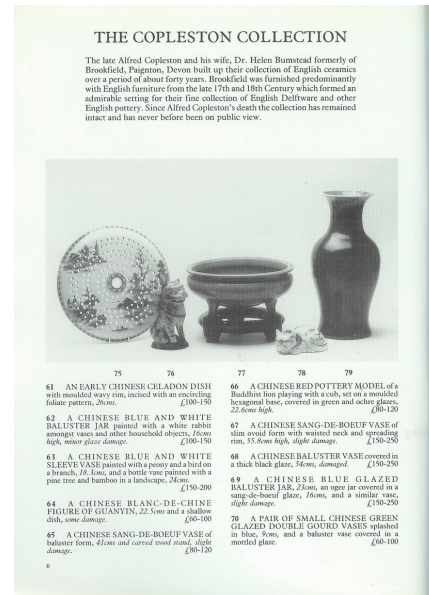 THE COPLESTON COLLECTION
The late Alfred Copleston and his wife, Dr. Helen Bumstead formerly of
Brookfield, Paignton, Devon built up their collection of English ceramics
over a period of about forty years. Brookfield was furnished predominantly
with English furniture from the late 17th and 18th Century which formed an
admirable setting for their fine collection of English Delftware and other
English pottery. Since Alfred Copleston's death the collection has remained
intact and has never before been on public view.
75 76 77 78 79
61 AN EARLY CHINESE CELADON DISH
with moulded wavy rim, incised with an encircling
foliate pattern, 26cms. £100-150
62 A CHINESE BLUE AND WHITE
BALUSTER JAR painted with a white rabbit
amongst vases and other household objects, 16cms
high, minor glaze damage. £100-150
63 A CHINESE BLUE AND WHITE
SLEEVE VASE painted with a peony and a bird on
a branch, 18.3cms, and a bottle vase painted with a
pine tree and bamboo in a landscape, 24cms.
£150-200
64 A CHINESE BLANC-DE-CHINE
FIGURE OF GUANYIN, 22.5cms and a shallow
dish, some damage. £60-100
65 A CHINESE SANG-DE-BOEUF VASE of
baluster form, 41cms and carved wood stand, slight
damage. £80-120
66 A CHINESE RED POTTERY MODEL of a
Buddhist lion playing with a cub, set on a moulded
hexagonal base, covered in green and ochre glazes,
22.6cms high. £80-120
67 A CHINESE SANG-DE-BOEUF VASE of
slim ovoid form with waisted neck and spreading
rim, 55.8cms high, slight damage. £150-250
68 A CHINESE BALUSTER VASE covered in
a thick black glaze, 54cms, damaged. £150-250
69 A CHINESE BLUE GLAZED
BALUSTER JAR, 23cms, an ogee jar covered in a
sang-de-boeuf glaze, 16cms, and a similar vase,
slight damage. £150-250
70 A PAIR OF SMALL CHINESE GREEN
GLAZED DOUBLE GOURD VASES splashed
in blue, 9cms, and a baluster vase covered in a
mottled glaze. £60-100
6